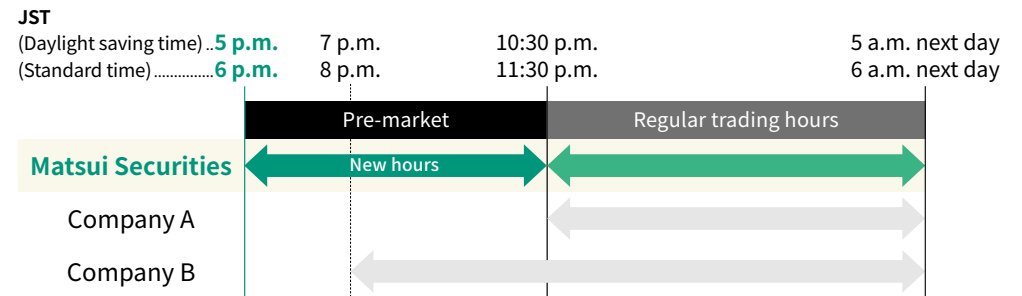 JST
(Daylight saving time)..5 p.m. 7 p.m. 10:30 p.m. 5 a.m. next day
(Standard time)...............6 p.m. 8 p.m. 11:30 p.m. 6 a.m. next day
Pre-market Regular trading hours
Matsui Securities New hours
Company A
Company B